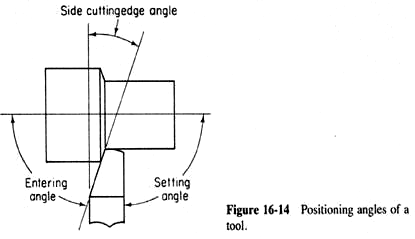 Side cuttingedge angle
Entering
angle
Setting
angle
Figure 16-14 Positioning angles of a
tool.